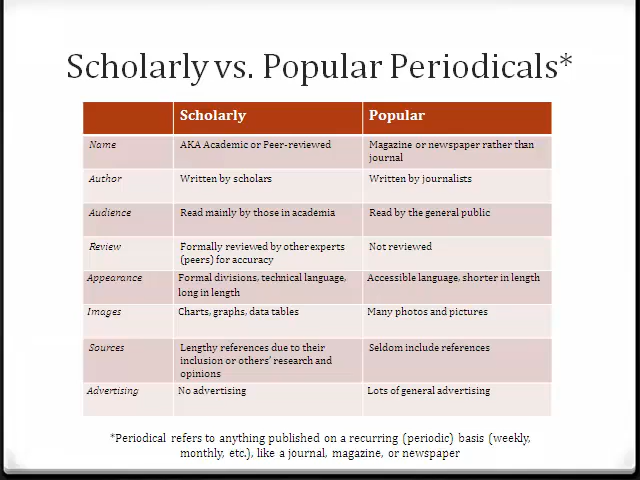 Scholarly vs. Popular Periodicals*
Scholarly Popular
Name AKA Academic or Peer-reviewed Magazine or newspaper rather than
journal
Author Written by scholars Written by journalists
Audience Read mainly by those in academia Read by the general public
Review Formally reviewed by other experts Not reviewed
(peers) for accuracy
Appearance Formal divisions, technical language, Accessible language, shorter in length
long in length
Images Charts, graphs, data tables Many photos and pictures
Sources Lengthy references due to their Seldom include references
inclusion or others' research and
opinions
Advertising No advertising Lots of general advertising
*Periodical refers to anything published on a recurring (periodic) basis (weekly,
monthly, etc.), like a journal, magazine, or newspaper